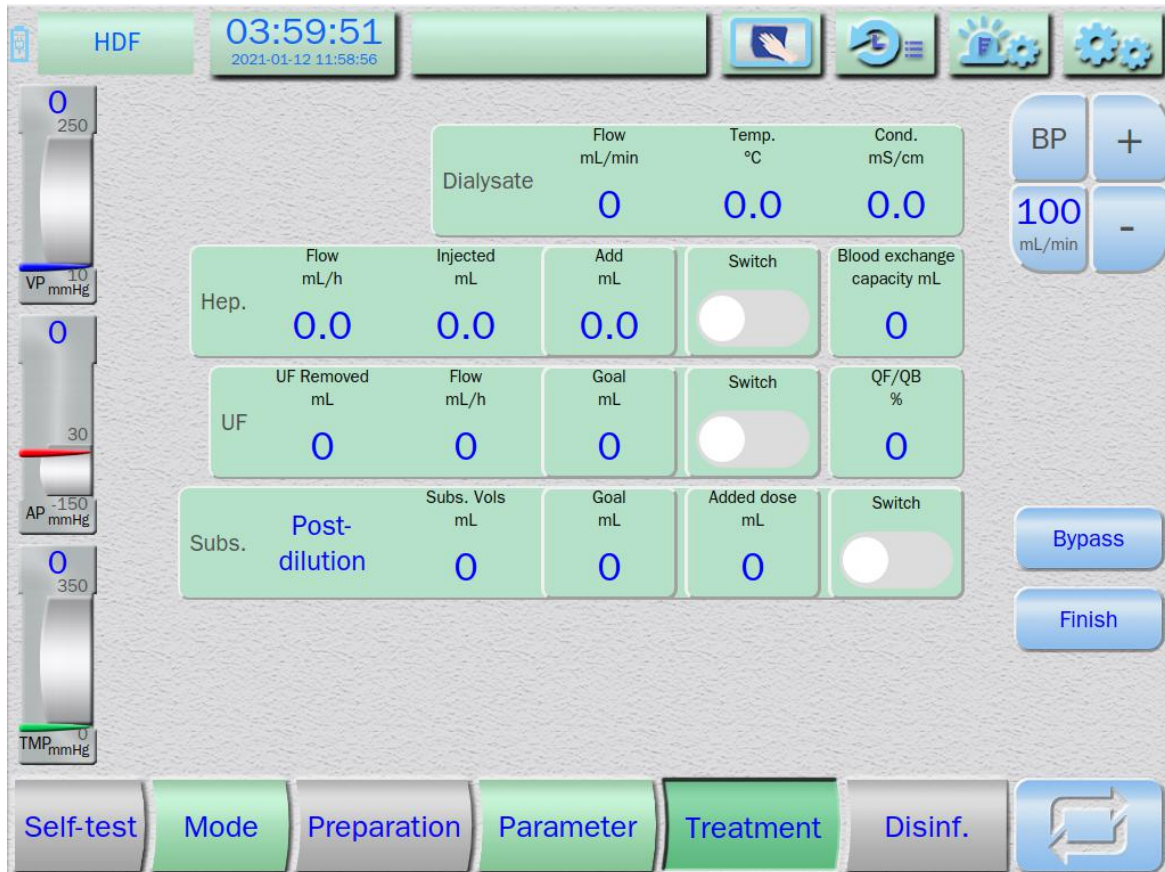 HDF
03:59:51
2021-01-12 11:58:56
0
250
10
VP mmHg
0
30
-150
AP mmHg
0
350
0
TMP mmHg
Dialysate
Flow Temp. Cond.
mL/min °C mS/cm
0 0.0 0.0
Hep.
Flow Injected Add Switch Blood exchange
mL/h mL mL capacity mL
0.0 0.0 0.0 0
UF
UF Removed Flow Goal Switch QF/QB
mL mL/h mL %
0 0 0 0
Subs.
Post-
dilution
Subs. Vols Goal Added dose Switch
mL mL mL
0 0 0
BP +
100 -
mL/min
Bypass
Finish
Self-test Mode Preparation Parameter Treatment Disinf.